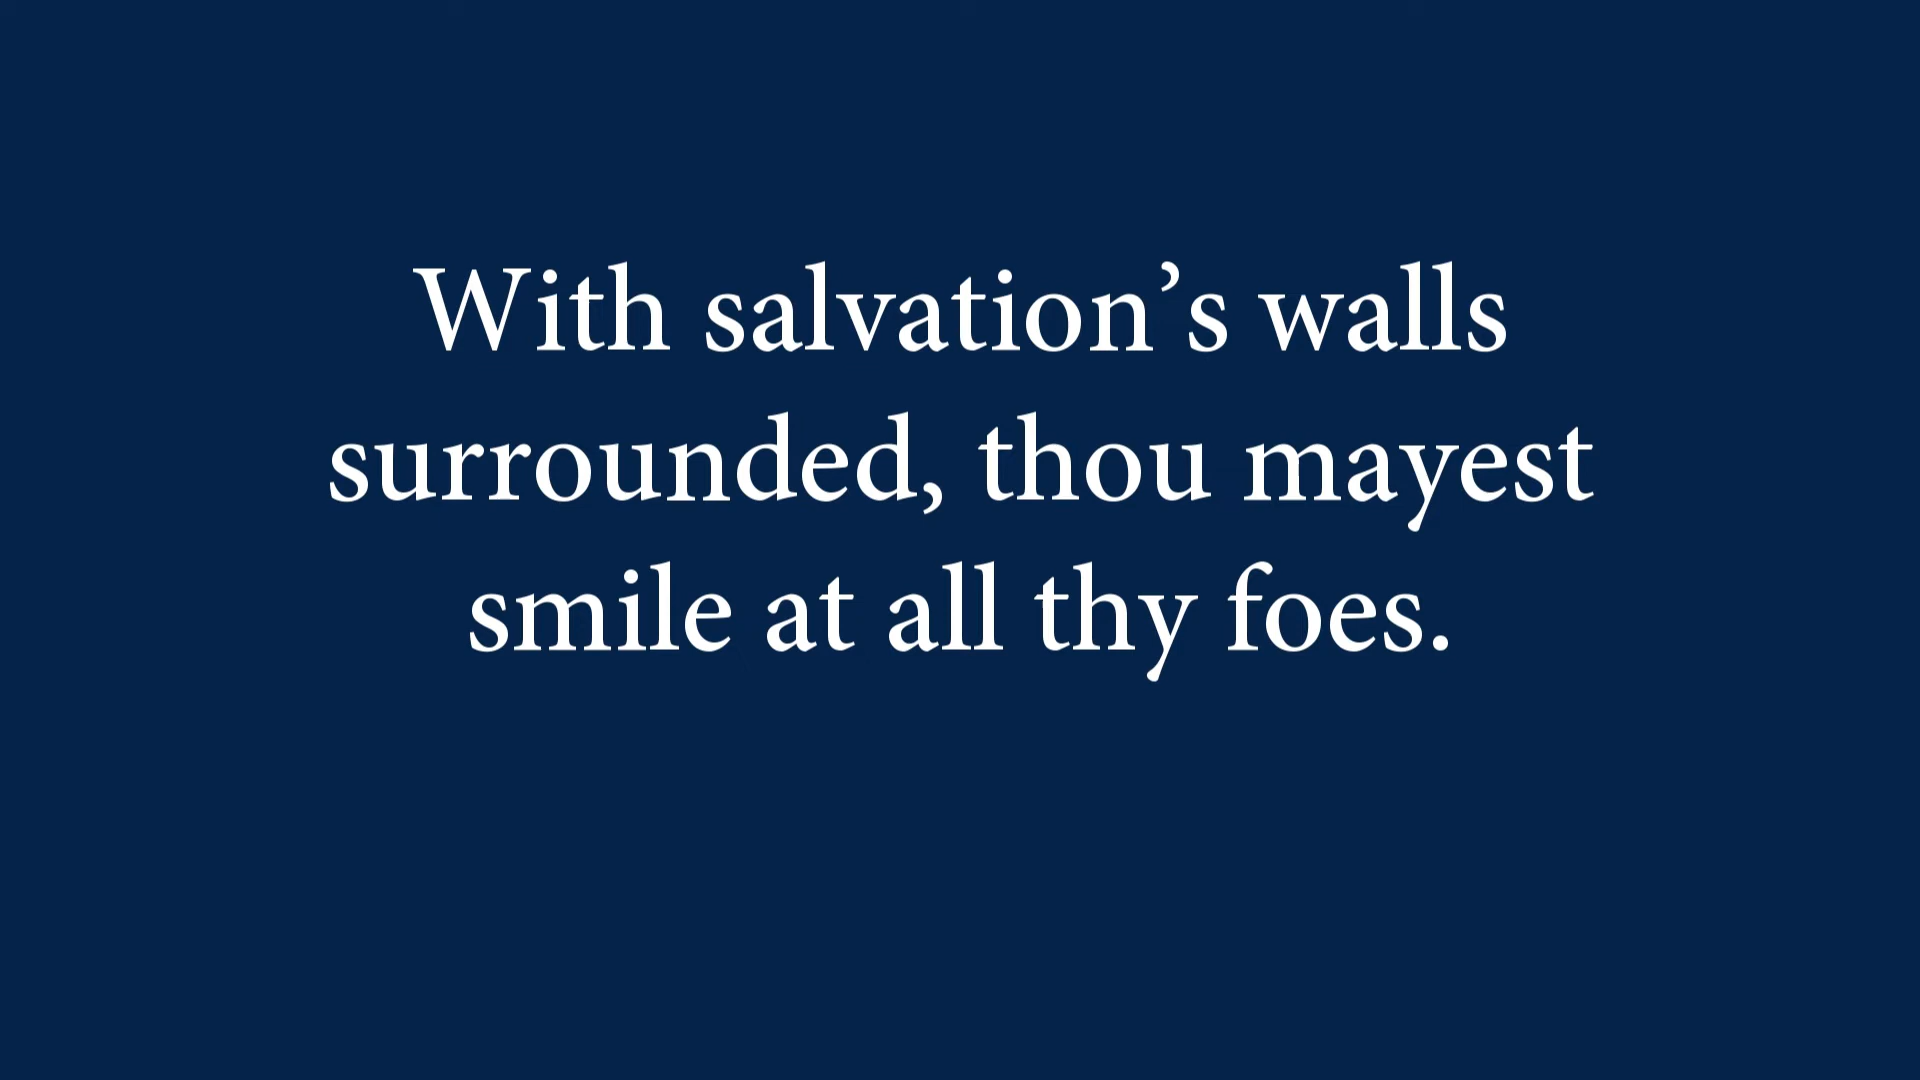 With salvation’s walls
surrounded, thou mayest
smile at all thy foes.